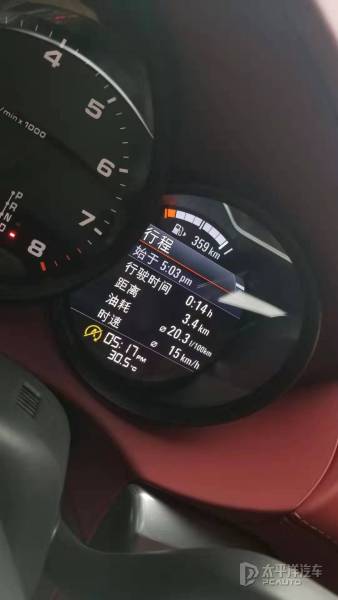 4
5
6
7
8
/min x 1000
P
R
N
D
359 km
行程
始于 5:03 pm
行驶时间 0:14 h
距离 3.4 km
油耗 ⌀ 20.3 l/100km
时速 ⌀ 15 km/h
05:17 PM
30.5 °C
太平洋汽车
PCAUTO